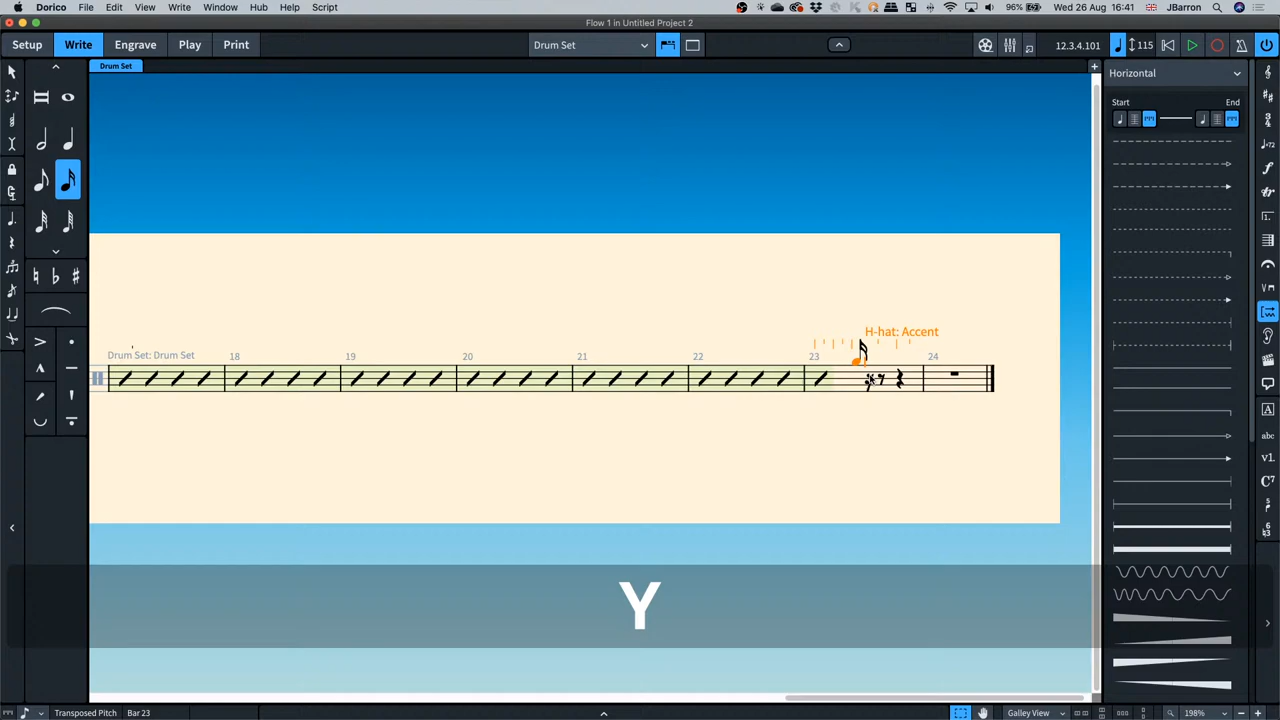 Dorico File Edit View Write Window Hub Help Script
96% Wed 26 Aug 16:41 JBarron
Flow 1 in Untitled Project 2
Setup Write Engrave Play Print Drum Set 12.3.4.101 115
Drum Set
Horizontal
Start End
H-hat: Accent
Drum Set: Drum Set 18 19 20 21 22 23 24
Y
Transposed Pitch Bar 23 Galley View 198%